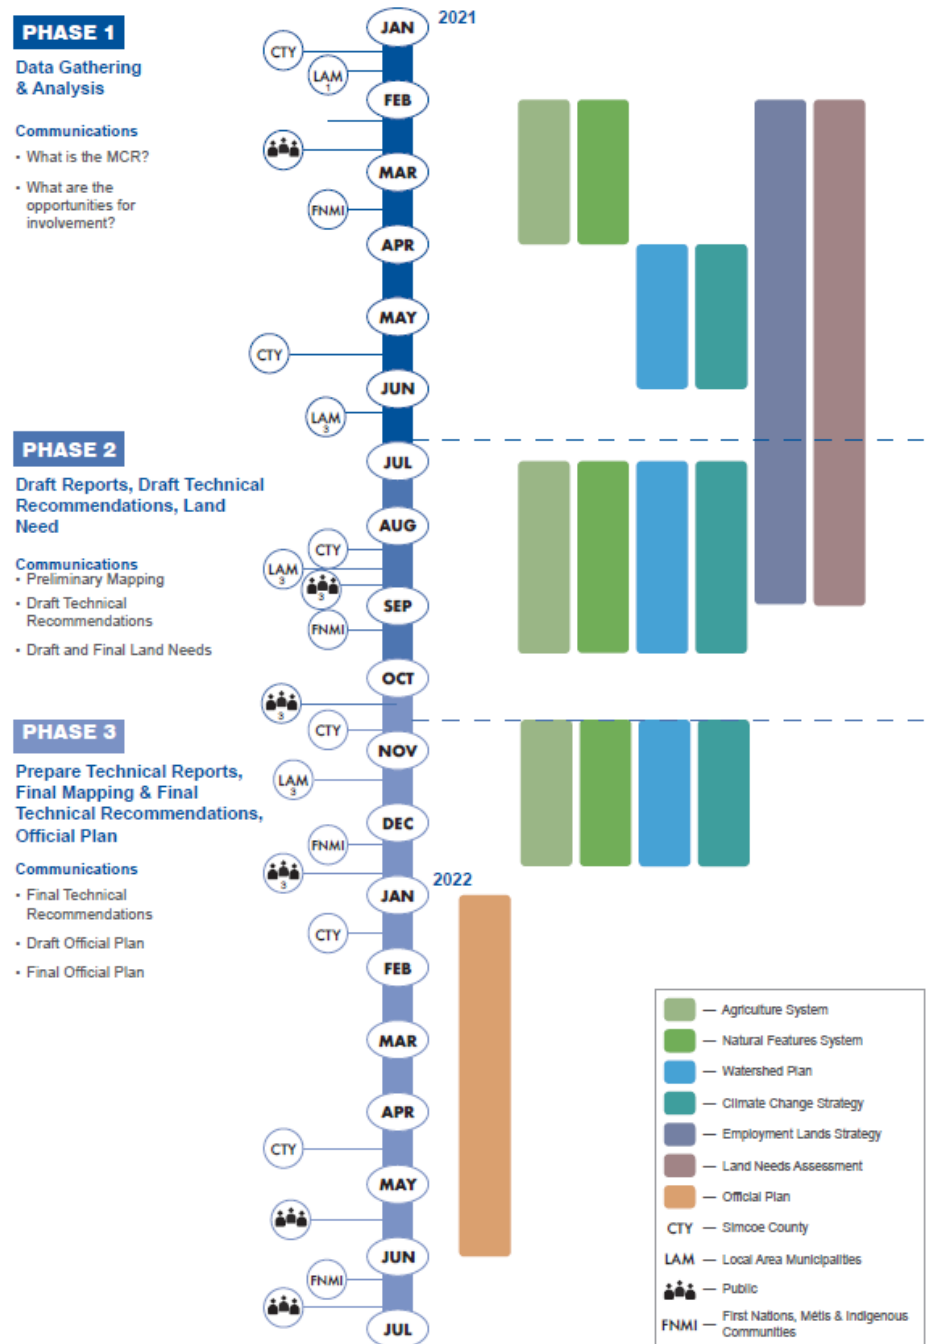 PHASE 1
Data Gathering
& Analysis
Communications
• What is the MCR?
• What are the
opportunities for
involvement?
2021
JAN
CTY
LAM
1
FEB
MAR
FNMI
APR
MAY
CTY
JUN
LAM
3
PHASE 2
Draft Reports, Draft Technical
Recommendations, Land
Need
Communications
• Preliminary Mapping
• Draft Technical
Recommendations
• Draft and Final Land Needs
JUL
AUG
CTY
LAM
3
3
SEP
FNMI
OCT
3
CTY
PHASE 3
Prepare Technical Reports,
Final Mapping & Final
Technical Recommendations,
Official Plan
Communications
• Final Technical
Recommendations
• Draft Official Plan
• Final Official Plan
NOV
LAM
3
DEC
FNMI
3
2022
JAN
CTY
FEB
MAR
APR
CTY
MAY
JUN
FNMI
JUL
— Agriculture System
— Natural Features System
— Watershed Plan
— Climate Change Strategy
— Employment Lands Strategy
— Land Needs Assessment
— Official Plan
CTY — Simcoe County
LAM — Local Area Municipalities
— Public
FNMI — First Nations, Métis & Indigenous
Communities